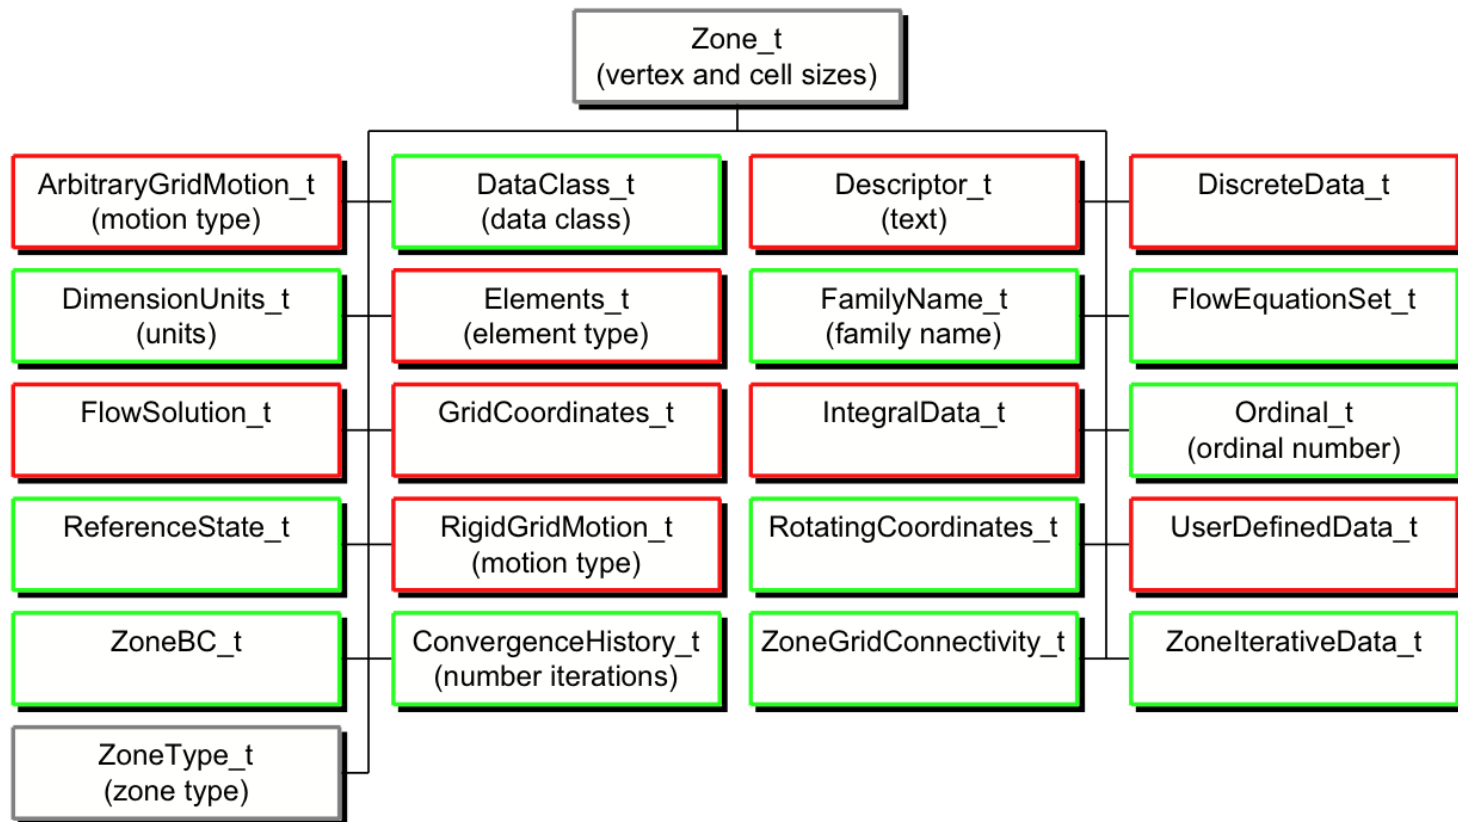 Zone_t
(vertex and cell sizes)
ArbitraryGridMotion_t
(motion type)
DataClass_t
(data class)
Descriptor_t
(text)
DiscreteData_t
DimensionUnits_t
(units)
Elements_t
(element type)
FamilyName_t
(family name)
FlowEquationSet_t
FlowSolution_t
GridCoordinates_t
IntegralData_t
Ordinal_t
(ordinal number)
ReferenceState_t
RigidGridMotion_t
(motion type)
RotatingCoordinates_t
UserDefinedData_t
ZoneBC_t
ConvergenceHistory_t
(number iterations)
ZoneGridConnectivity_t
ZoneIterativeData_t
ZoneType_t
(zone type)